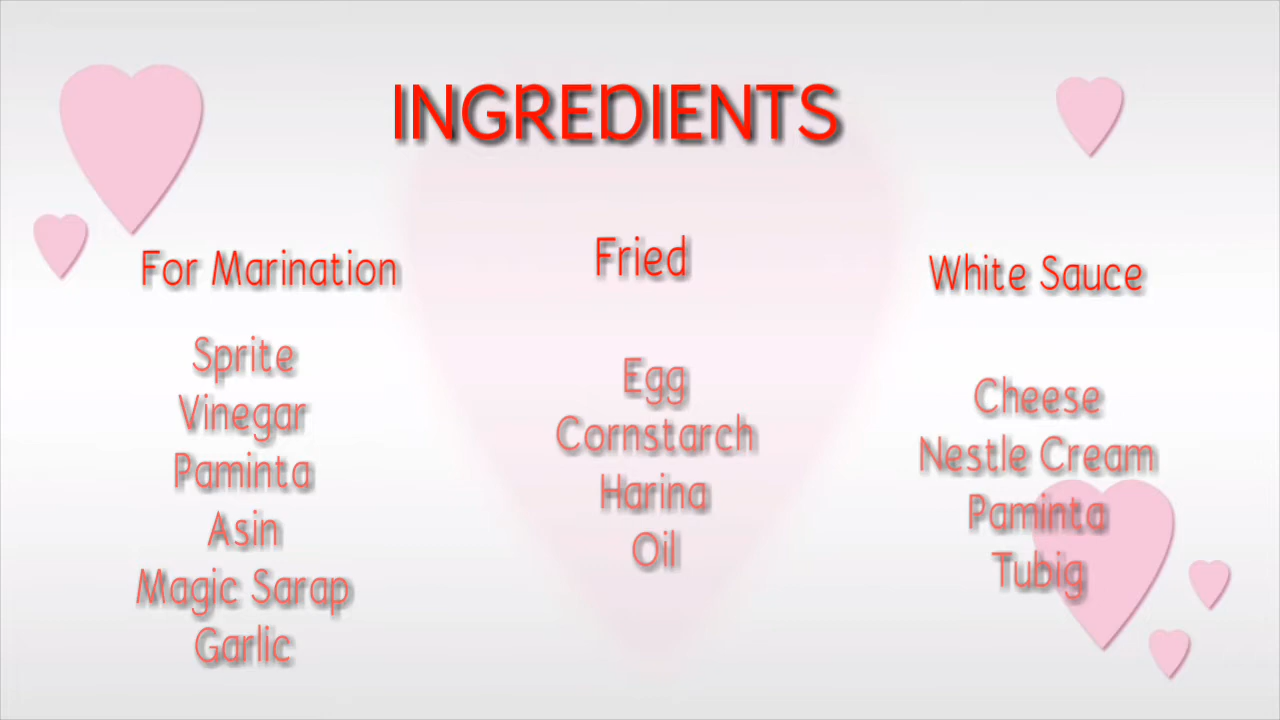 INGREDIENTS
For Marination
Sprite
Vinegar
Paminta
Asin
Magic Sarap
Garlic
Fried
Egg
Cornstarch
Harina
Oil
White Sauce
Cheese
Nestle Cream
Paminta
Tubig